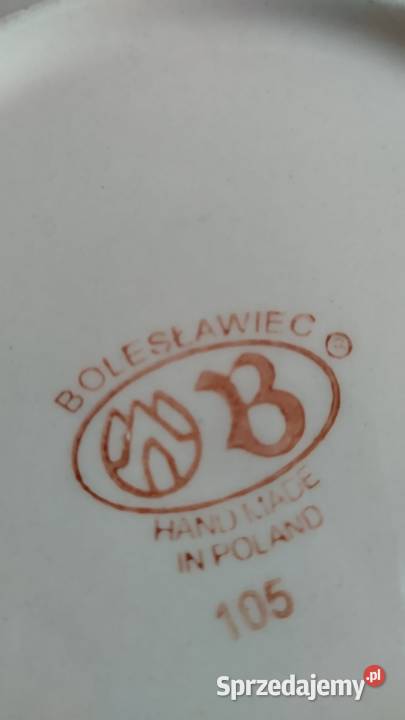 BOLESŁAWIEC ®
B
HAND MADE
IN POLAND
105
Sprzedajemy.pl